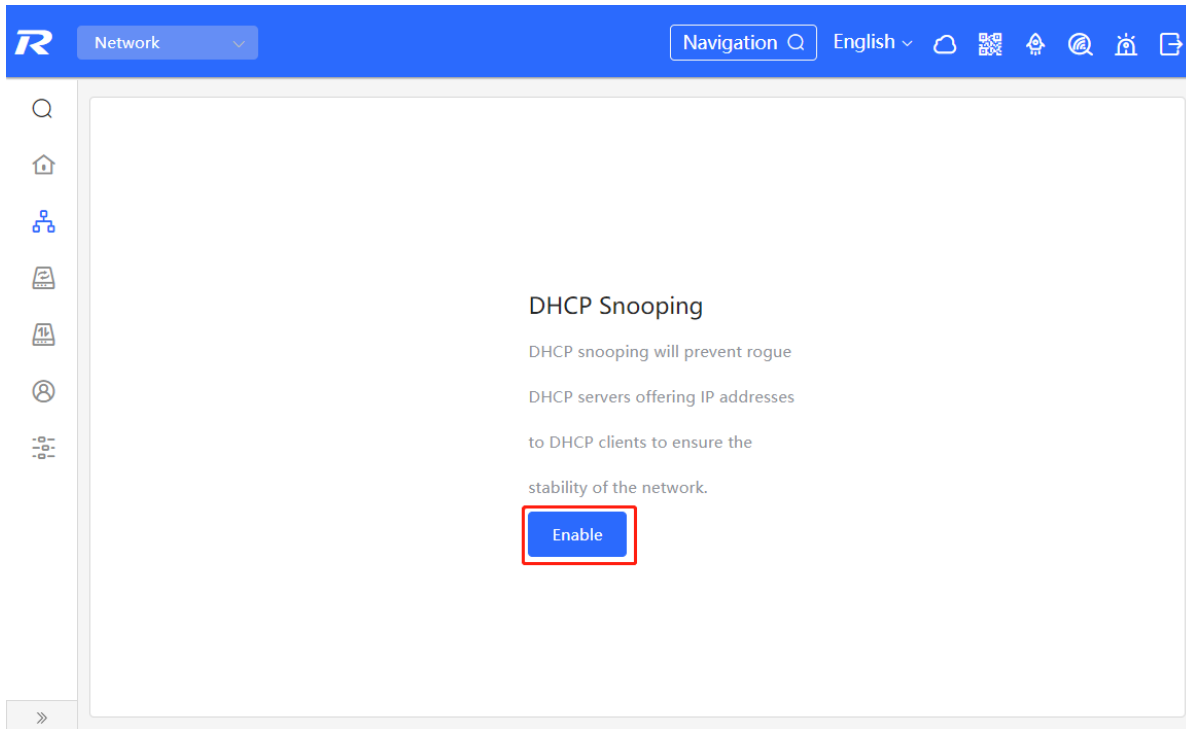 Network
Navigation
English
DHCP Snooping
DHCP snooping will prevent rogue
DHCP servers offering IP addresses
to DHCP clients to ensure the
stability of the network.
Enable